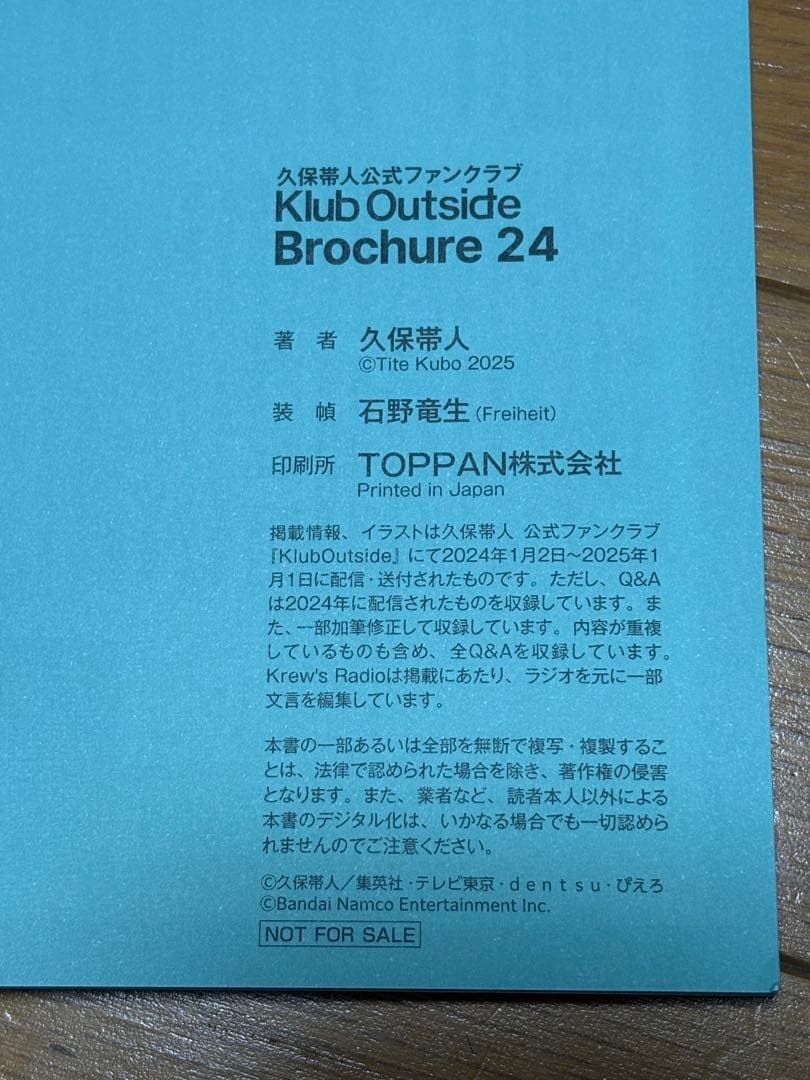 久保帯人公式ファンクラブ
Klub Outside
Brochure 24
著 者 久保帯人
©Tite Kubo 2025
装 幀 石野竜生(Freiheit)
印刷所 TOPPAN株式会社
Printed in Japan
掲載情報、イラストは久保帯人 公式ファンクラブ
『KlubOutside』にて2024年1月2日〜2025年1
月1日に配信・送付されたものです。ただし、Q&A
は2024年に配信されたものを収録しています。ま
た、一部加筆修正して収録しています。内容が重複
しているものも含め、全Q&Aを収録しています。
Krew's Radioは掲載にあたり、ラジオを元に一部
文言を編集しています。
本書の一部あるいは全部を無断で複写・複製するこ
とは、法律で認められた場合を除き、著作権の侵害
となります。また、業者など、読者本人以外による
本書のデジタル化は、いかなる場合でも一切認めら
れませんのでご注意ください。
©久保帯人/集英社・テレビ東京・dentsu・ぴえろ
©Bandai Namco Entertainment Inc.
NOT FOR SALE